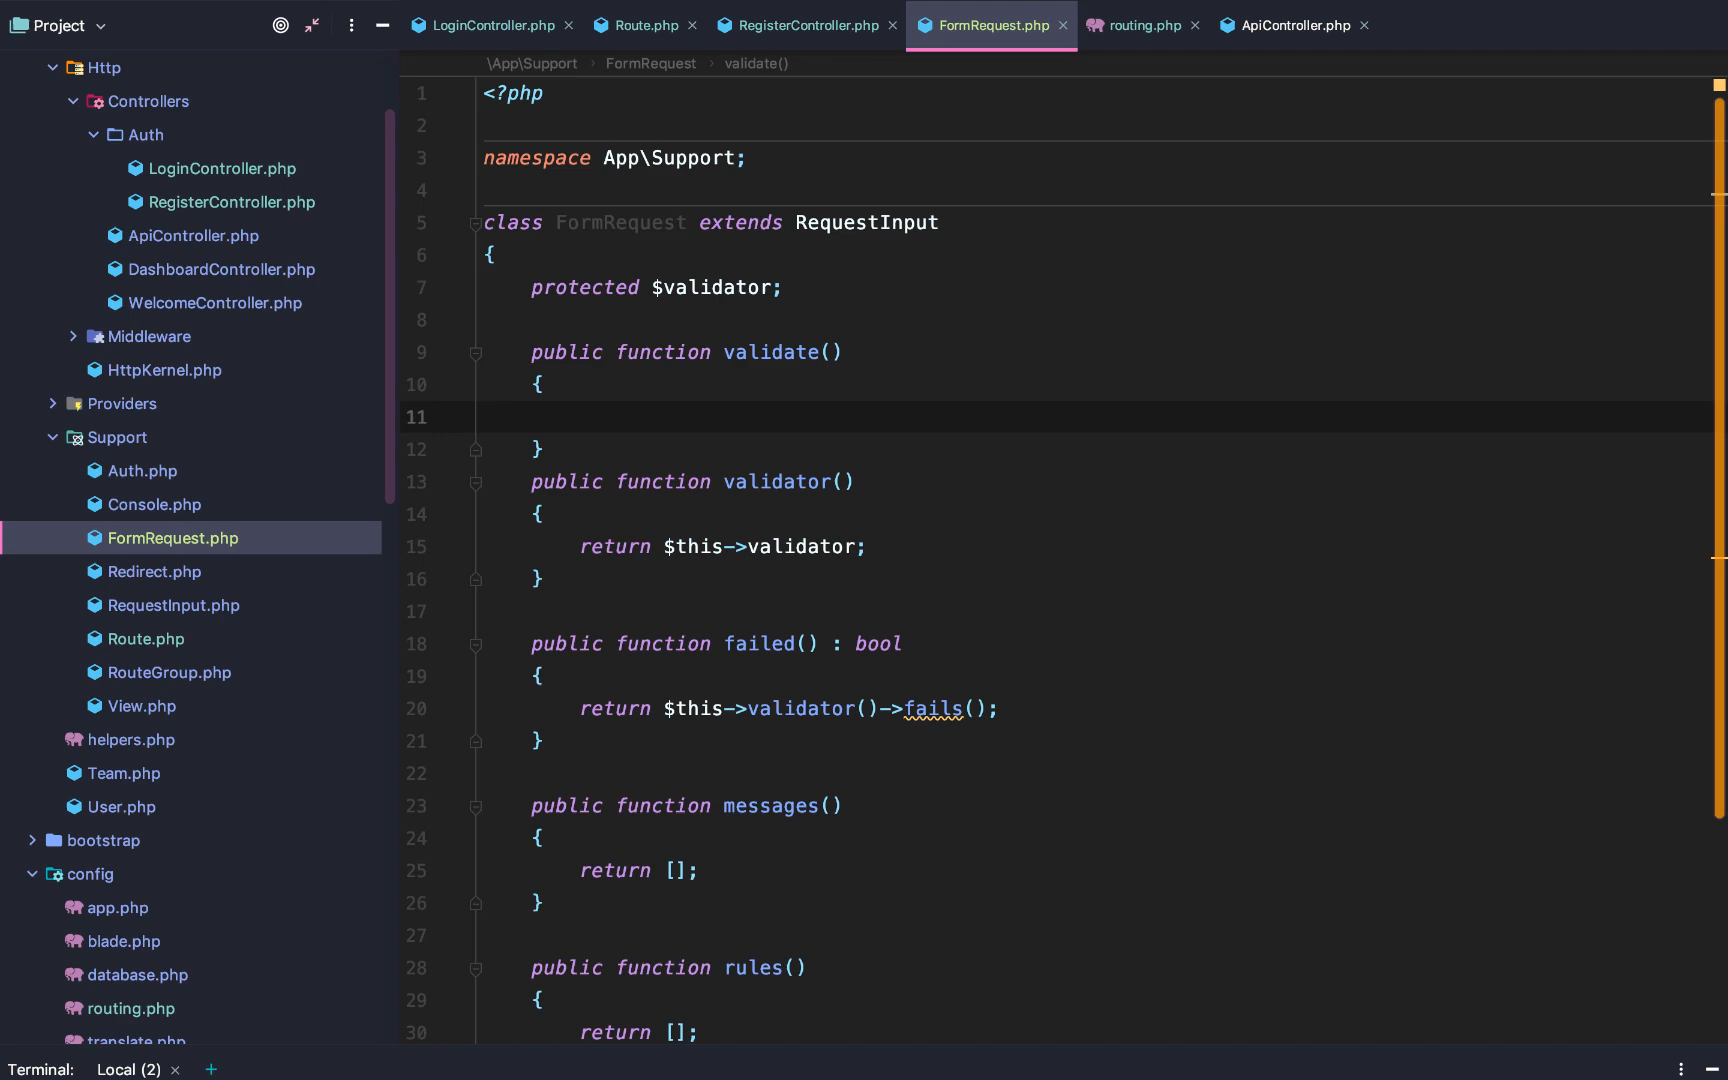 Project
LoginController.php
Route.php
RegisterController.php
FormRequest.php
routing.php
ApiController.php
Http
Controllers
Auth
LoginController.php
RegisterController.php
ApiController.php
DashboardController.php
WelcomeController.php
Middleware
HttpKernel.php
Providers
Support
Auth.php
Console.php
FormRequest.php
Redirect.php
RequestInput.php
Route.php
RouteGroup.php
View.php
helpers.php
Team.php
User.php
bootstrap
config
app.php
blade.php
database.php
routing.php
translate.php
\App\Support › FormRequest › validate()
1 <?php
2
3 namespace App\Support;
4
5 class FormRequest extends RequestInput
6 {
7 protected $validator;
8
9 public function validate()
10 {
11
12 }
13 public function validator()
14 {
15 return $this->validator;
16 }
17
18 public function failed() : bool
19 {
20 return $this->validator()->fails();
21 }
22
23 public function messages()
24 {
25 return [];
26 }
27
28 public function rules()
29 {
30 return [];
Terminal: Local (2) × +